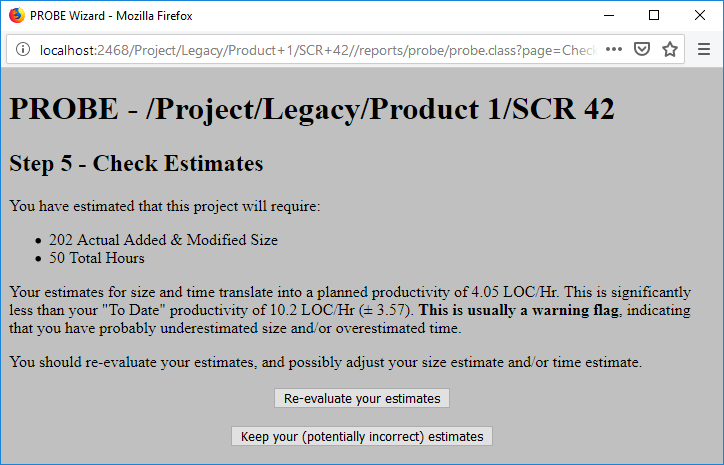 PROBE Wizard - Mozilla Firefox
localhost:2468/Project/Legacy/Product+1/SCR+42//reports/probe/probe.class?page=Check
PROBE - /Project/Legacy/Product 1/SCR 42
Step 5 - Check Estimates
You have estimated that this project will require:
• 202 Actual Added & Modified Size
• 50 Total Hours
Your estimates for size and time translate into a planned productivity of 4.05 LOC/Hr. This is significantly
less than your "To Date" productivity of 10.2 LOC/Hr (± 3.57). This is usually a warning flag, indicating
that you have probably underestimated size and/or overestimated time.
You should re-evaluate your estimates, and possibly adjust your size estimate and/or time estimate.
Re-evaluate your estimates
Keep your (potentially incorrect) estimates